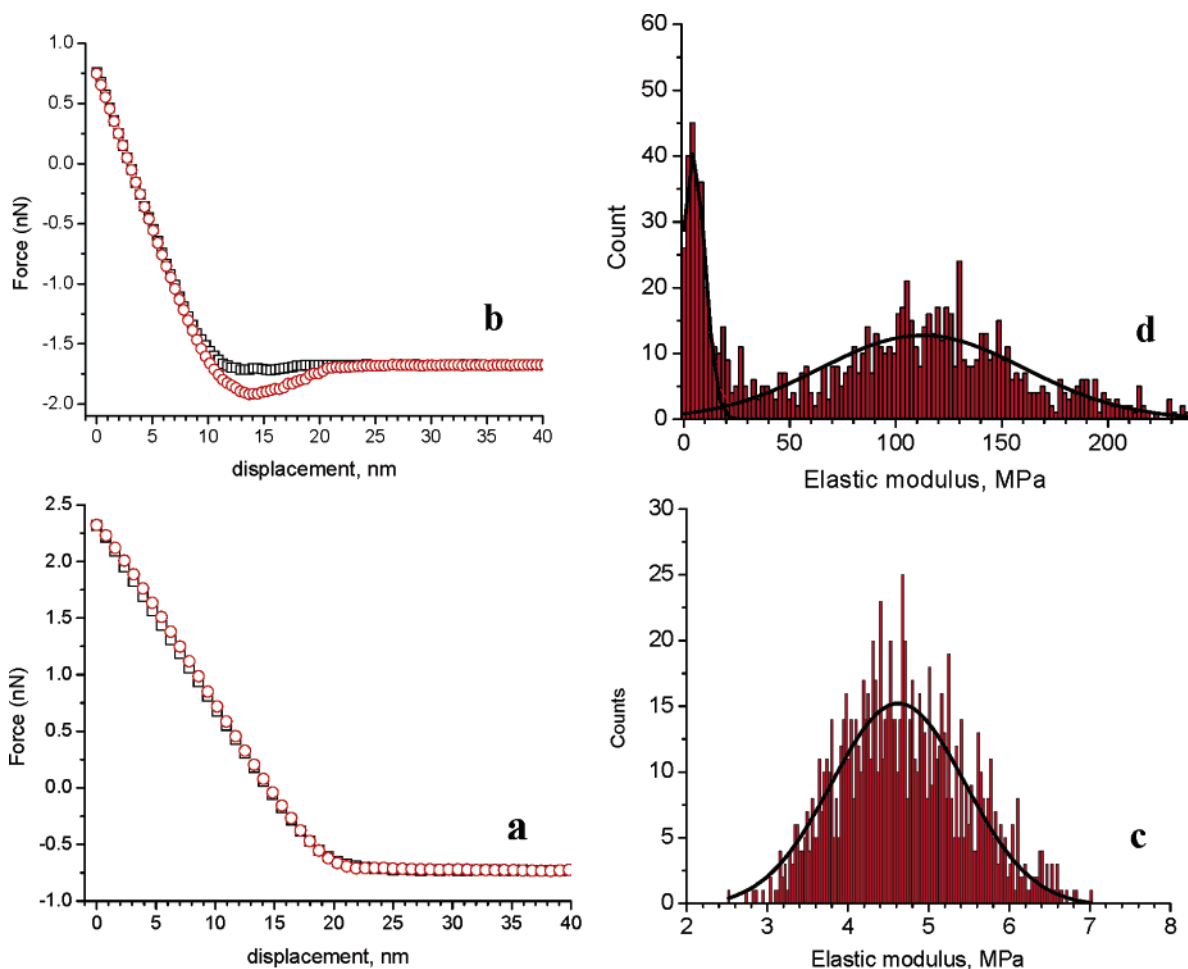 1.0
0.5
0.0
-0.5
-1.0
-1.5
-2.0
Force (nN)
b
0 5 10 15 20 25 30 35 40
displacement, nm
60
50
40
30
20
10
0
Count
d
0 50 100 150 200
Elastic modulus, MPa
2.5
2.0
1.5
1.0
0.5
0.0
-0.5
-1.0
Force (nN)
a
0 5 10 15 20 25 30 35 40
displacement, nm
30
25
20
15
10
5
0
Counts
c
2 3 4 5 6 7 8
Elastic modulus, MPa